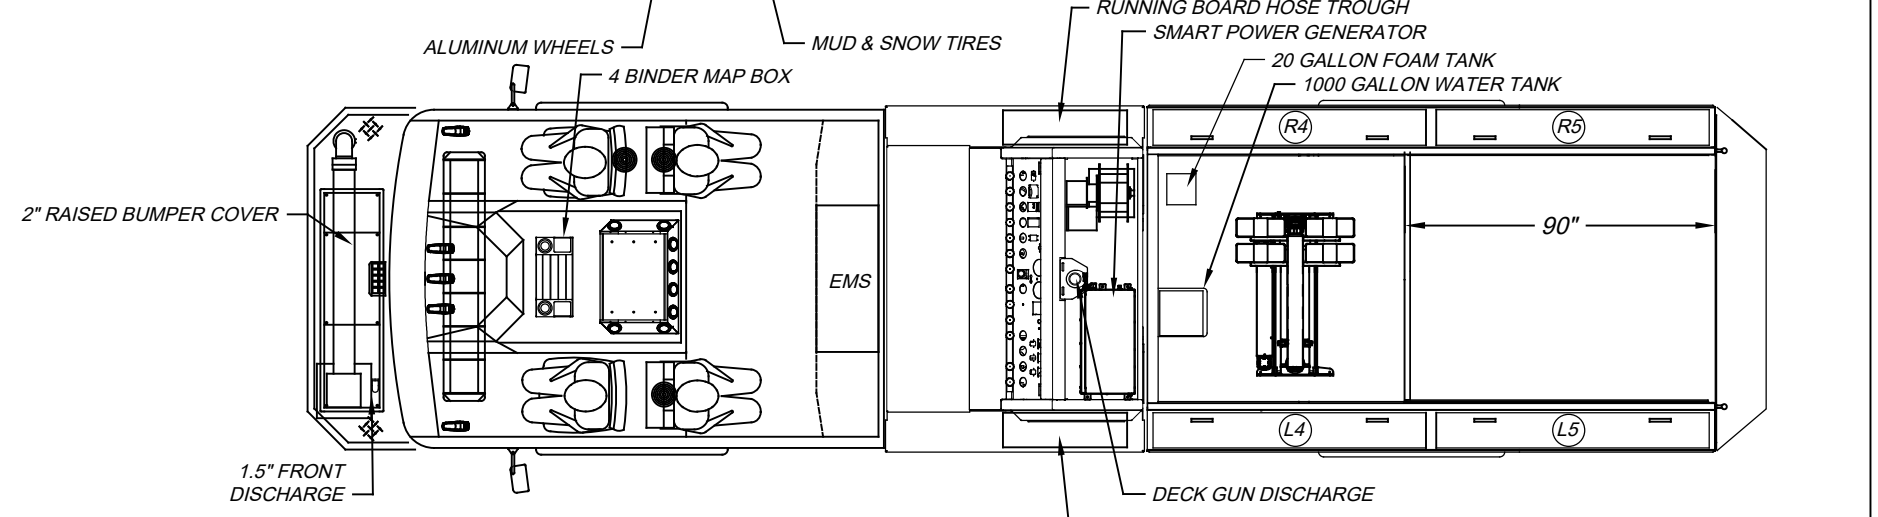 RUNNING BOARD HOSE TROUGH
SMART POWER GENERATOR
ALUMINUM WHEELS
MUD & SNOW TIRES
20 GALLON FOAM TANK
4 BINDER MAP BOX
1000 GALLON WATER TANK
R4
R5
2" RAISED BUMPER COVER
90"
EMS
L4
L5
1.5" FRONT
DISCHARGE
DECK GUN DISCHARGE